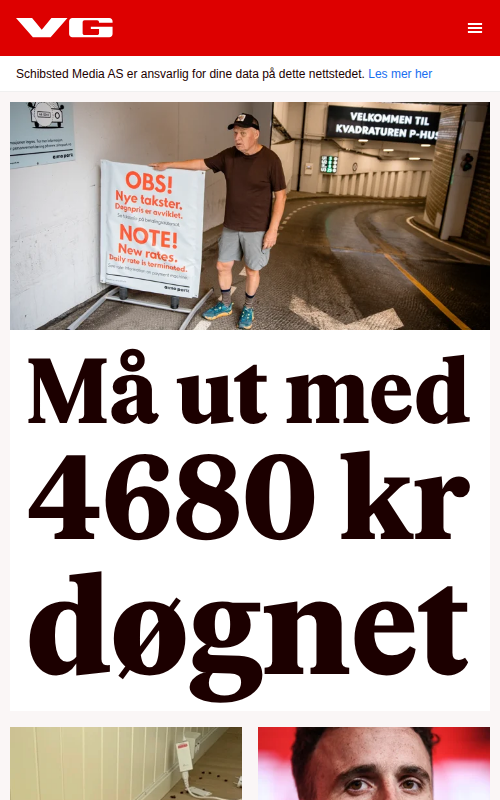 VG
Schibsted Media AS er ansvarlig for dine data på dette nettstedet. Les mer her
VELKOMMEN TIL
KVADRATUREN P-HUS
OBS!
Nye takster.
Døgnpris er avviklet.
NOTE!
New rates.
Daily rate is terminated.
Må ut med
4680 kr
døgnet